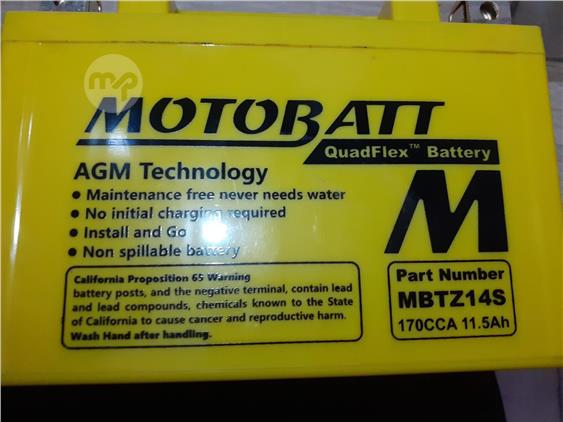 mp
MOTOBATT
QuadFlex™ Battery
AGM Technology
• Maintenance free never needs water
• No initial charging required
• Install and Go
• Non spillable battery
M
California Proposition 65 Warning
battery posts, and the negative terminal, contain lead
and lead compounds, chemicals known to the State
of California to cause cancer and reproductive harm.
Wash Hand after handling.
Part Number
MBTZ14S
170CCA 11.5Ah